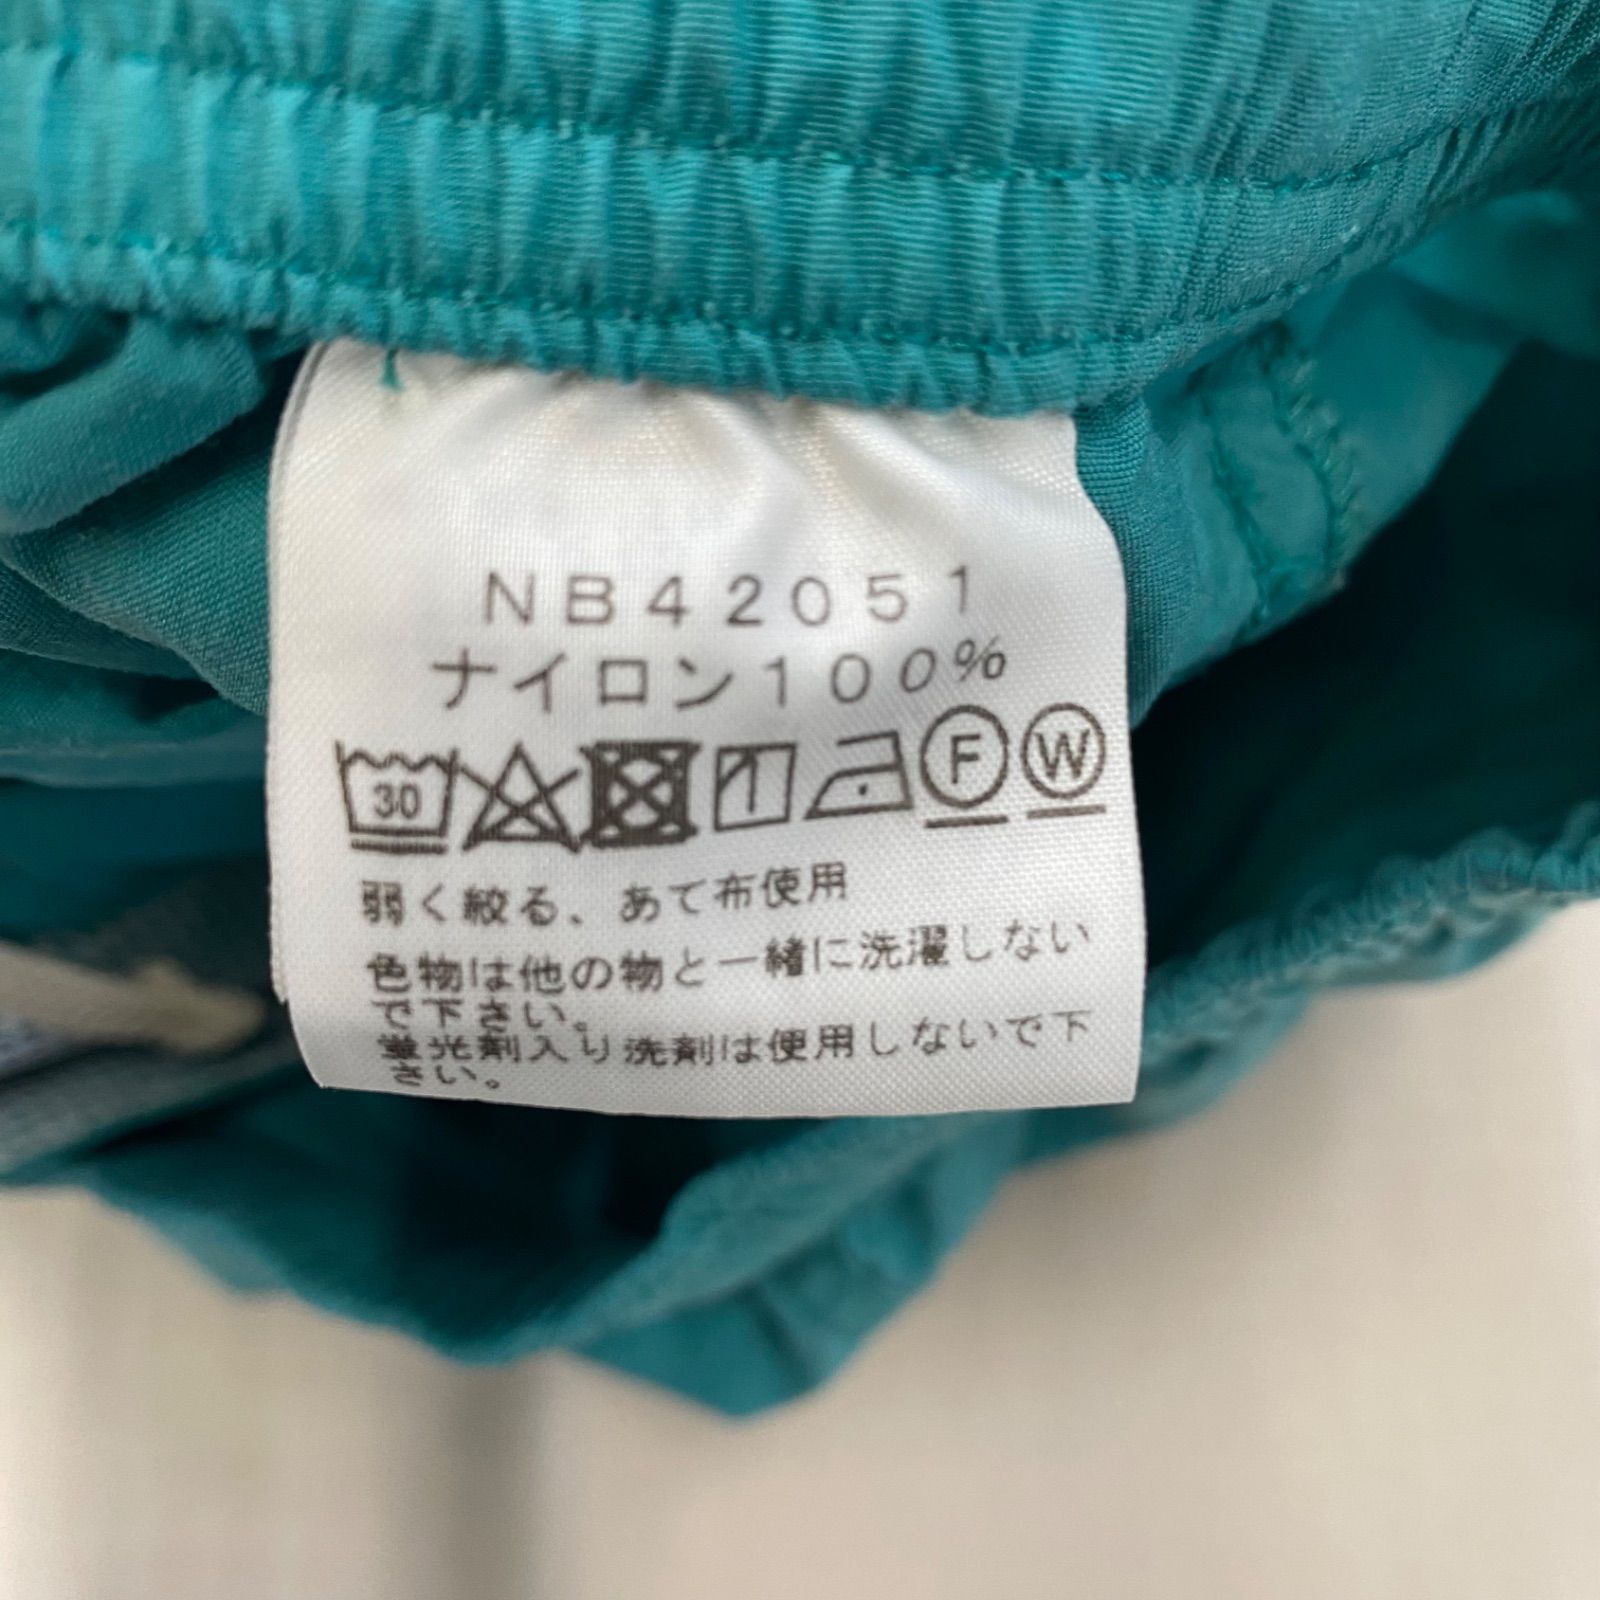 NB42051
ナイロン100%
30 F W
弱く絞る、あて布使用
色物は他の物と一緒に洗濯しない
で下さい。
蛍光剤入り洗剤は使用しないで下
さい。